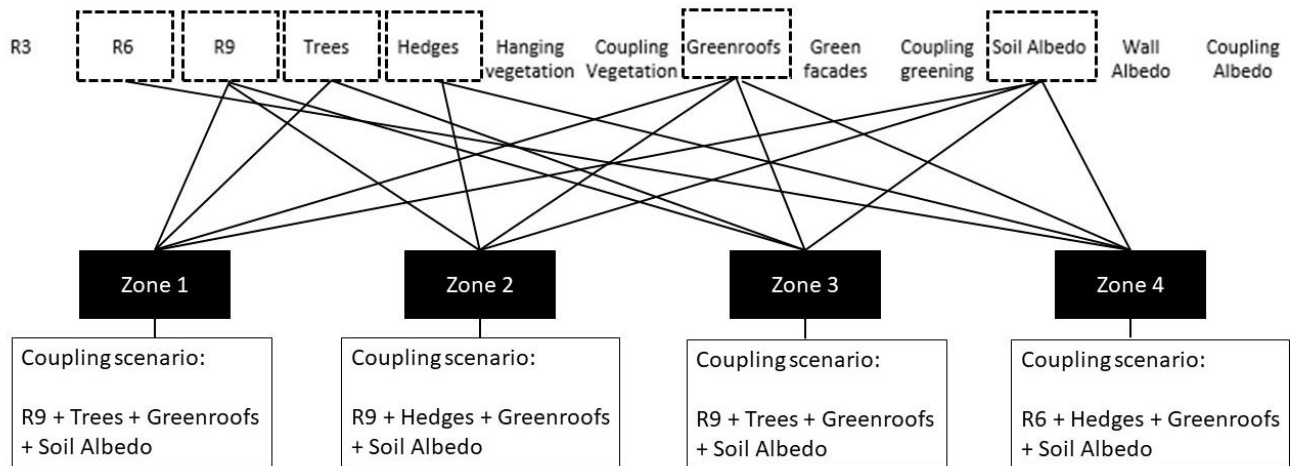 R3 R6 R9 Trees Hedges Hanging vegetation Coupling Vegetation Greenroofs Green facades Coupling greening Soil Albedo Wall Albedo Coupling Albedo
Zone 1 Zone 2 Zone 3 Zone 4
Coupling scenario:
R9 + Trees + Greenroofs
+ Soil Albedo
Coupling scenario:
R9 + Hedges + Greenroofs
+ Soil Albedo
Coupling scenario:
R9 + Trees + Greenroofs
+ Soil Albedo
Coupling scenario:
R6 + Hedges + Greenroofs
+ Soil Albedo